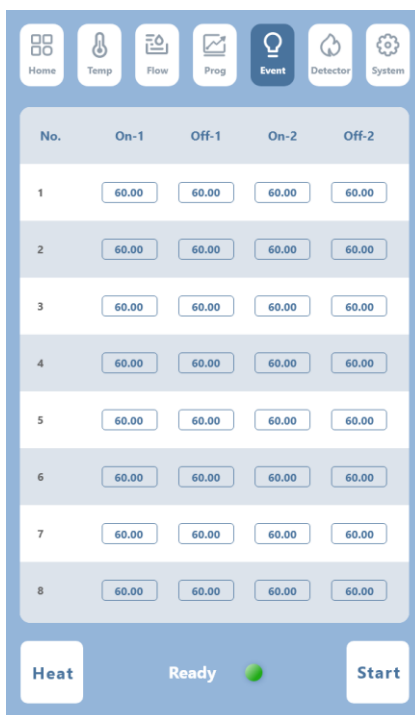 Home Temp Flow Prog Event Detector System
No. On-1 Off-1 On-2 Off-2
1 60.00 60.00 60.00 60.00
2 60.00 60.00 60.00 60.00
3 60.00 60.00 60.00 60.00
4 60.00 60.00 60.00 60.00
5 60.00 60.00 60.00 60.00
6 60.00 60.00 60.00 60.00
7 60.00 60.00 60.00 60.00
8 60.00 60.00 60.00 60.00
Heat Ready Start